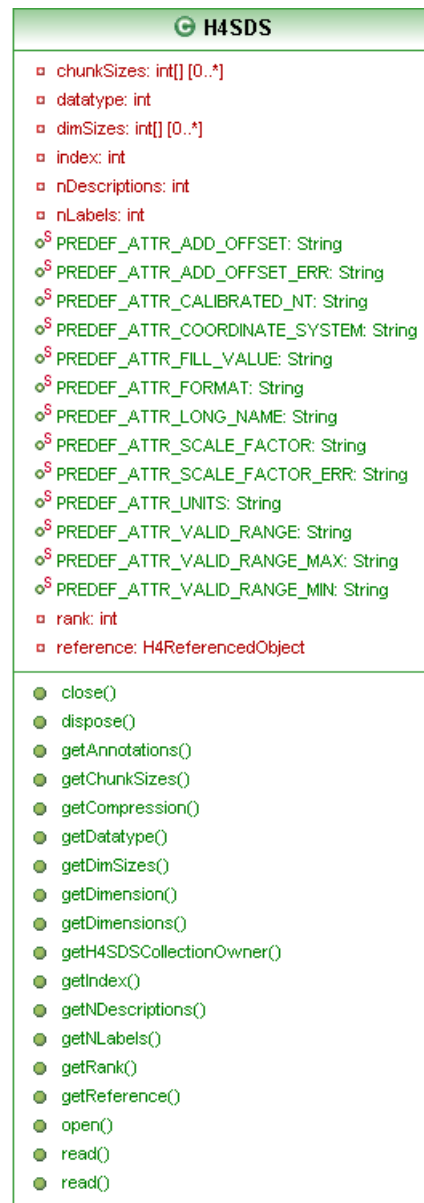 C H4SDS
chunkSizes: int[] [0..*]
datatype: int
dimSizes: int[] [0..*]
index: int
nDescriptions: int
nLabels: int
S PREDEF_ATTR_ADD_OFFSET: String
S PREDEF_ATTR_ADD_OFFSET_ERR: String
S PREDEF_ATTR_CALIBRATED_NT: String
S PREDEF_ATTR_COORDINATE_SYSTEM: String
S PREDEF_ATTR_FILL_VALUE: String
S PREDEF_ATTR_FORMAT: String
S PREDEF_ATTR_LONG_NAME: String
S PREDEF_ATTR_SCALE_FACTOR: String
S PREDEF_ATTR_SCALE_FACTOR_ERR: String
S PREDEF_ATTR_UNITS: String
S PREDEF_ATTR_VALID_RANGE: String
S PREDEF_ATTR_VALID_RANGE_MAX: String
S PREDEF_ATTR_VALID_RANGE_MIN: String
rank: int
reference: H4ReferencedObject
close()
dispose()
getAnnotations()
getChunkSizes()
getCompression()
getDatatype()
getDimSizes()
getDimension()
getDimensions()
getH4SDSCollectionOwner()
getIndex()
getNDescriptions()
getNLabels()
getRank()
getReference()
open()
read()
read()